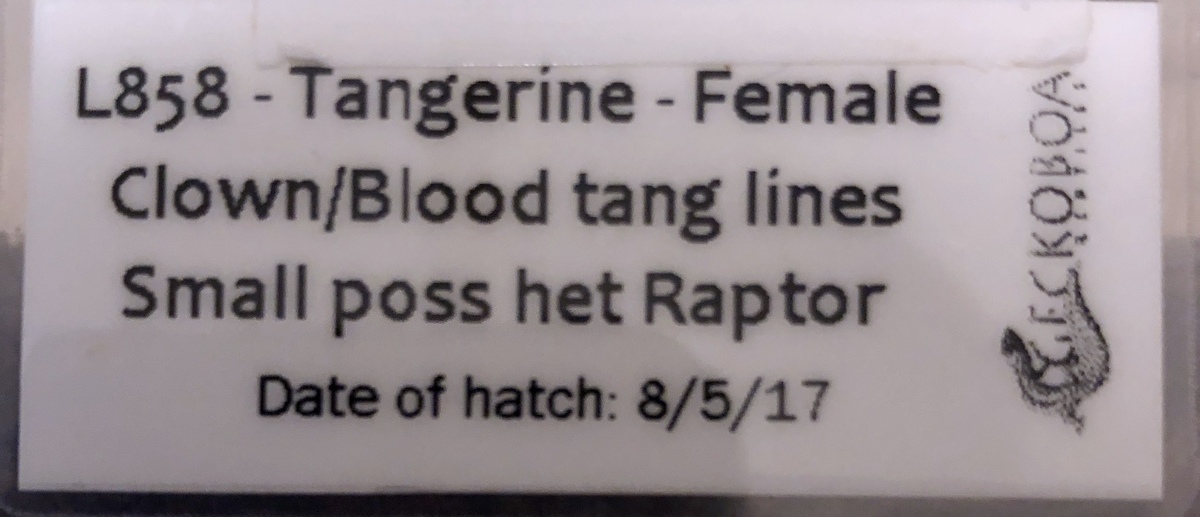 L858 - Tangerine - Female
Clown/Blood tang lines
Small poss het Raptor
Date of hatch: 8/5/17
GECKOBOA